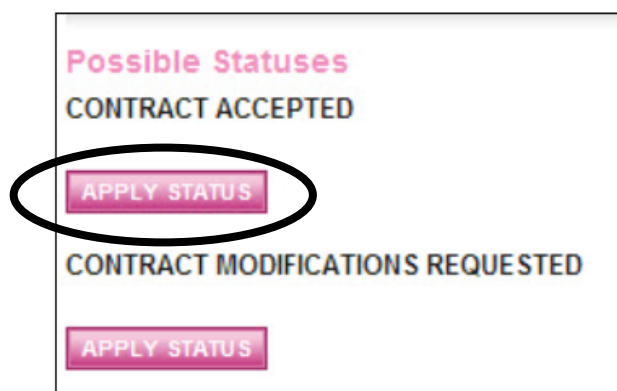 Possible Statuses
CONTRACT ACCEPTED
APPLY STATUS
CONTRACT MODIFICATIONS REQUESTED
APPLY STATUS